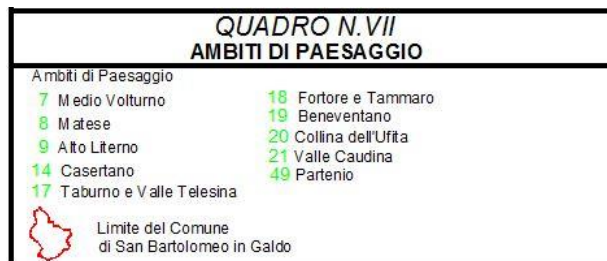 QUADRO N.VII
AMBITI DI PAESAGGIO
Ambiti di Paesaggio
7 Medio Volturno
8 Matese
9 Alto Literno
14 Casertano
17 Taburno e Valle Telesina
18 Fortore e Tammaro
19 Beneventano
20 Collina dell'Ufita
21 Valle Caudina
49 Partenio
Limite del Comune
di San Bartolomeo in Galdo